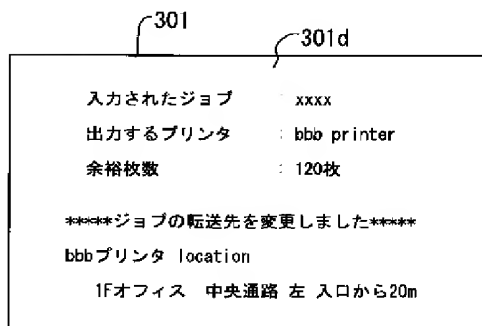 301
301d
入力されたジョブ : xxxx
出力するプリンタ : bbb printer
余裕枚数 : 120枚
*****ジョブの転送先を変更しました*****
bbbプリンタ location
1Fオフィス 中央通路 左 入口から20m